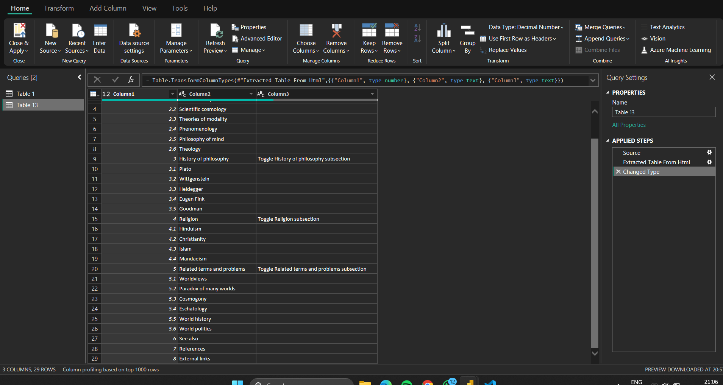 Home Transform Add Column View Tools Help
Close & Apply
New Source
Recent Sources
Enter Data
Data source settings
Manage Parameters
Refresh Preview
Properties
Advanced Editor
Manage
Choose Columns
Remove Columns
Keep Rows
Remove Rows
Split Column
Group By
Data Type: Decimal Number
Use First Row as Headers
Replace Values
Merge Queries
Append Queries
Combine Files
Text Analytics
Vision
Azure Machine Learning
Close New Query Data Sources Parameters Query Manage Columns Reduce Rows Sort Transform Combine AI Insights
Queries [2]
Table 1
Table 13
fx = Table.TransformColumnTypes(#"Extracted Table From Html",{{"Column1", type number}, {"Column2", type text}, {"Column3", type text}})
1.2 Column1 Column2 Column3
4 2.2 Scientific cosmology
5 2.3 Theories of modality
6 2.4 Phenomenology
7 2.5 Philosophy of mind
8 2.6 Theology
9 3 History of philosophy Toggle History of philosophy subsection
10 3.1 Plato
11 3.2 Wittgenstein
12 3.3 Heidegger
13 3.4 Eugen Fink
14 3.5 Goodman
15 4 Religion Toggle Religion subsection
16 4.1 Hinduism
17 4.2 Christianity
18 4.3 Islam
19 4.4 Mandaeism
20 5 Related terms and problems Toggle Related terms and problems subsection
21 5.1 Worldviews
22 5.2 Paradox of many worlds
23 5.3 Cosmogony
24 5.4 Eschatology
25 5.5 World history
26 5.6 World politics
27 6 See also
28 7 References
29 8 External links
Query Settings
PROPERTIES
Name
Table 13
All Properties
APPLIED STEPS
Source
Extracted Table From Html
Changed Type
3 COLUMNS, 29 ROWS Column profiling based on top 1000 rows
PREVIEW DOWNLOADED AT 20:5
ENG 21:06